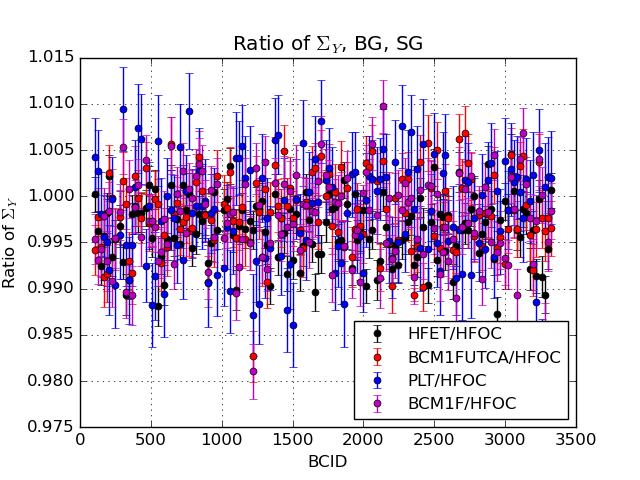 Ratio of Σ_Y, BG, SG
Ratio of Σ_Y
1.015
1.010
1.005
1.000
0.995
0.990
0.985
0.980
0.975
HFET/HFOC
BCM1FUTCA/HFOC
PLT/HFOC
BCM1F/HFOC
0 500 1000 1500 2000 2500 3000 3500
BCID